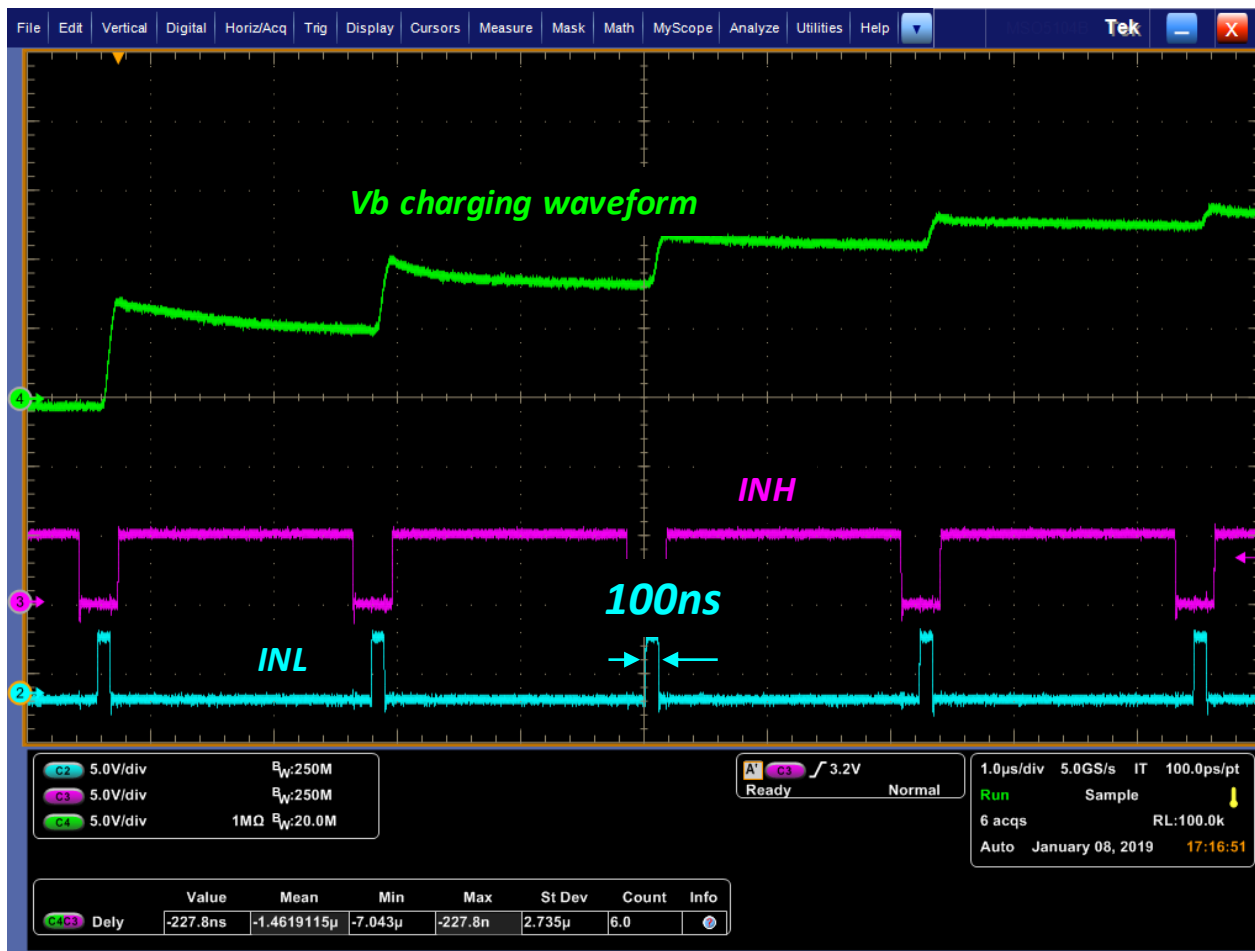 File Edit Vertical Digital Horiz/Acq Trig Display Cursors Measure Mask Math MyScope Analyze Utilities Help Tek X
Vb charging waveform
4
INH
3
100ns
INL
2
C2 5.0V/div BW:250M
C3 5.0V/div BW:250M
C4 5.0V/div 1MΩ BW:20.0M
A' C3 3.2V
Ready Normal
1.0µs/div 5.0GS/s IT 100.0ps/pt
Run Sample
6 acqs RL:100.0k
Auto January 08, 2019 17:16:51
Value Mean Min Max St Dev Count Info
C4C3 Dely -227.8ns -1.4619115µ -7.043µ -227.8n 2.735µ 6.0